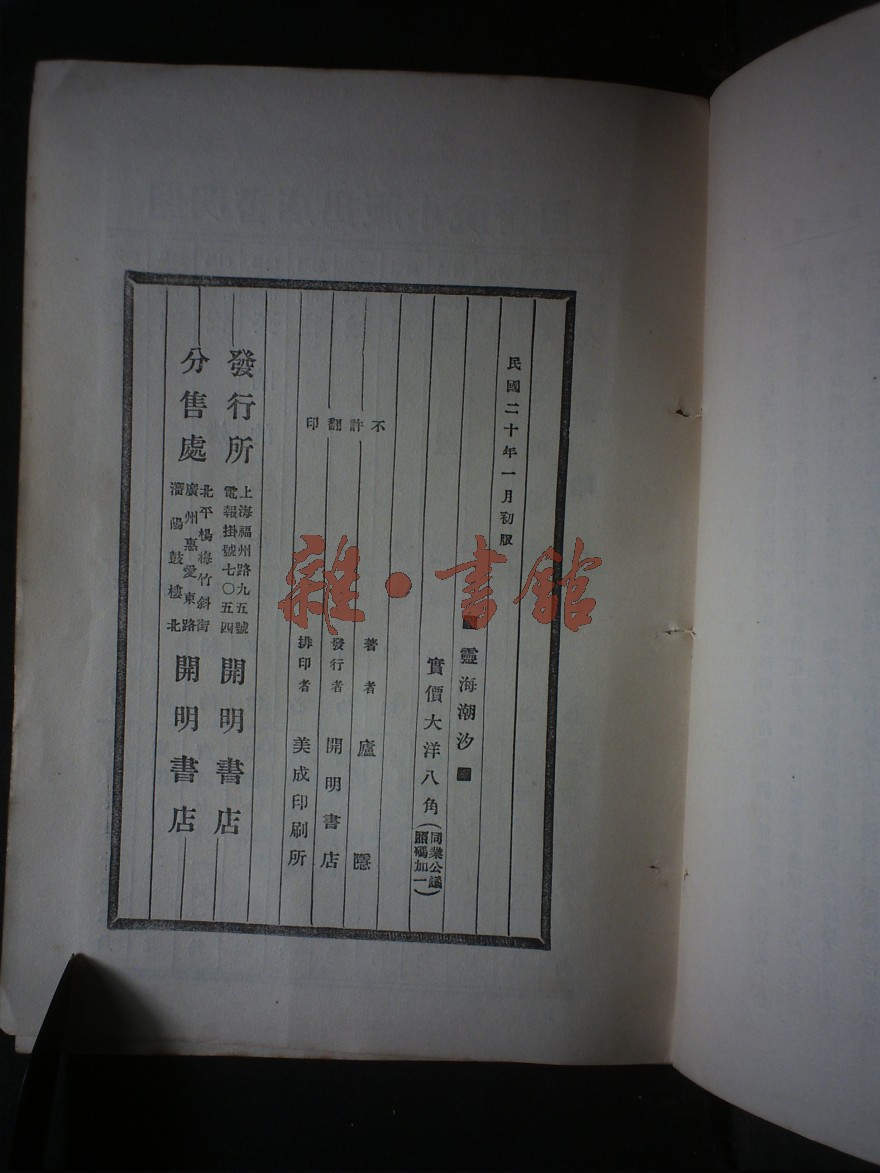 民國二十年一月初版
靈海潮汐
實價大洋八角(同業公議照碼加一)
著者 廬隱
發行者 開明書店
排印者 美成印刷所
不許翻印
發行所 上海福州路九五號 電報掛號七〇五四 開明書店
分售處 北平楊梅竹斜街 廣州惠愛東路 瀋陽鼓樓北 開明書店
雜·書館